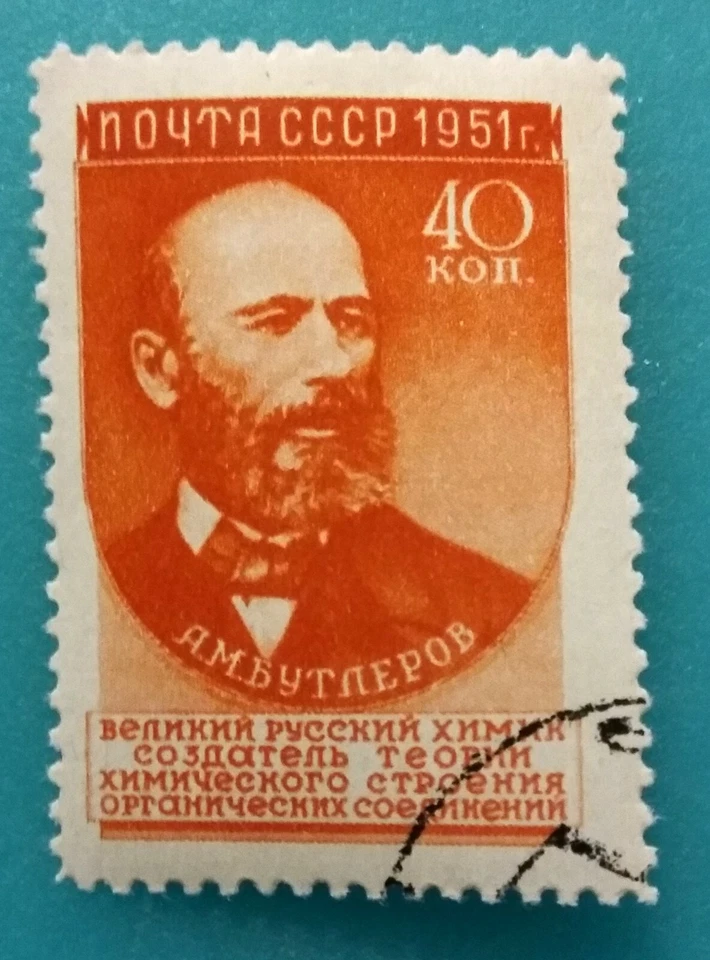 ПОЧТА СССР 1951г.
40
коп.
А.М.БУТЛЕРОВ
великий русский химик
создатель теории
химического строения
органических соединений